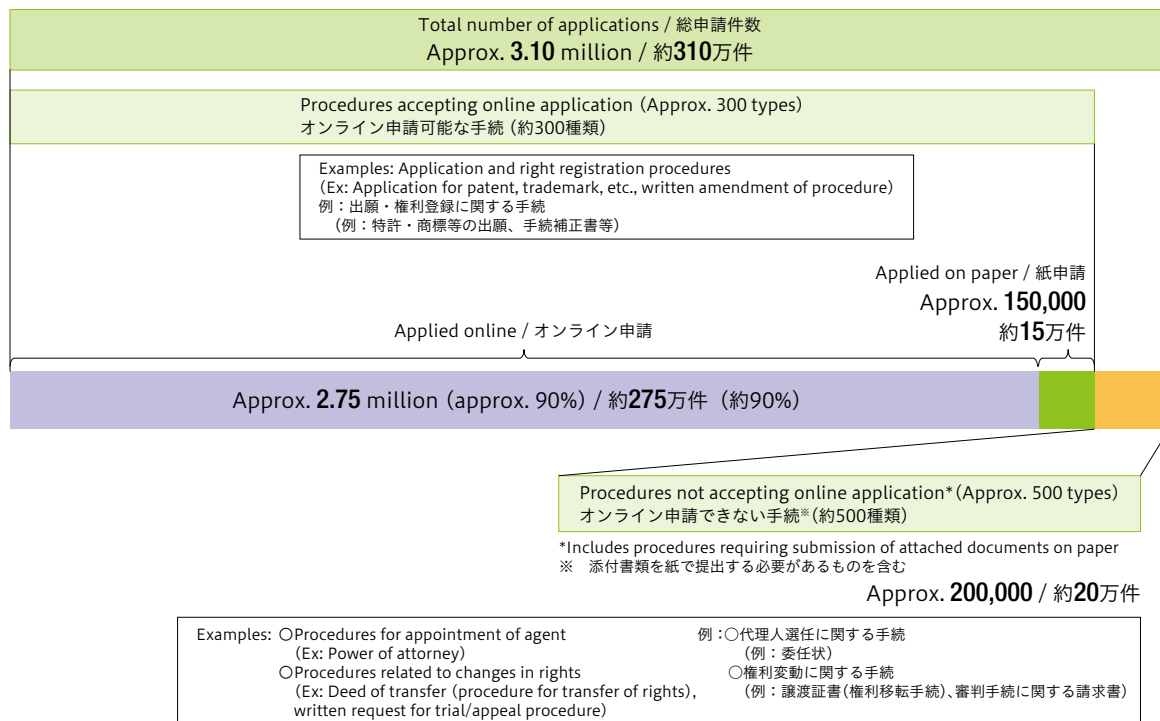 Total number of applications / 総申請件数
Approx. 3.10 million / 約310万件
Procedures accepting online application (Approx. 300 types)
オンライン申請可能な手続 (約300種類)
Examples: Application and right registration procedures
(Ex: Application for patent, trademark, etc., written amendment of procedure)
例：出願・権利登録に関する手続
（例：特許・商標等の出願、手続補正書等）
Applied on paper / 紙申請
Approx. 150,000
約15万件
Applied online / オンライン申請
Approx. 2.75 million (approx. 90%) / 約275万件（約90%）
Procedures not accepting online application* (Approx. 500 types)
オンライン申請できない手続※(約500種類)
*Includes procedures requiring submission of attached documents on paper
※　添付書類を紙で提出する必要があるものを含む
Approx. 200,000 / 約20万件
Examples: ○Procedures for appointment of agent
(Ex: Power of attorney)
○Procedures related to changes in rights
(Ex: Deed of transfer (procedure for transfer of rights),
written request for trial/appeal procedure)
例：○代理人選任に関する手続
（例：委任状）
○権利変動に関する手続
（例：譲渡証書(権利移転手続)、審判手続に関する請求書）